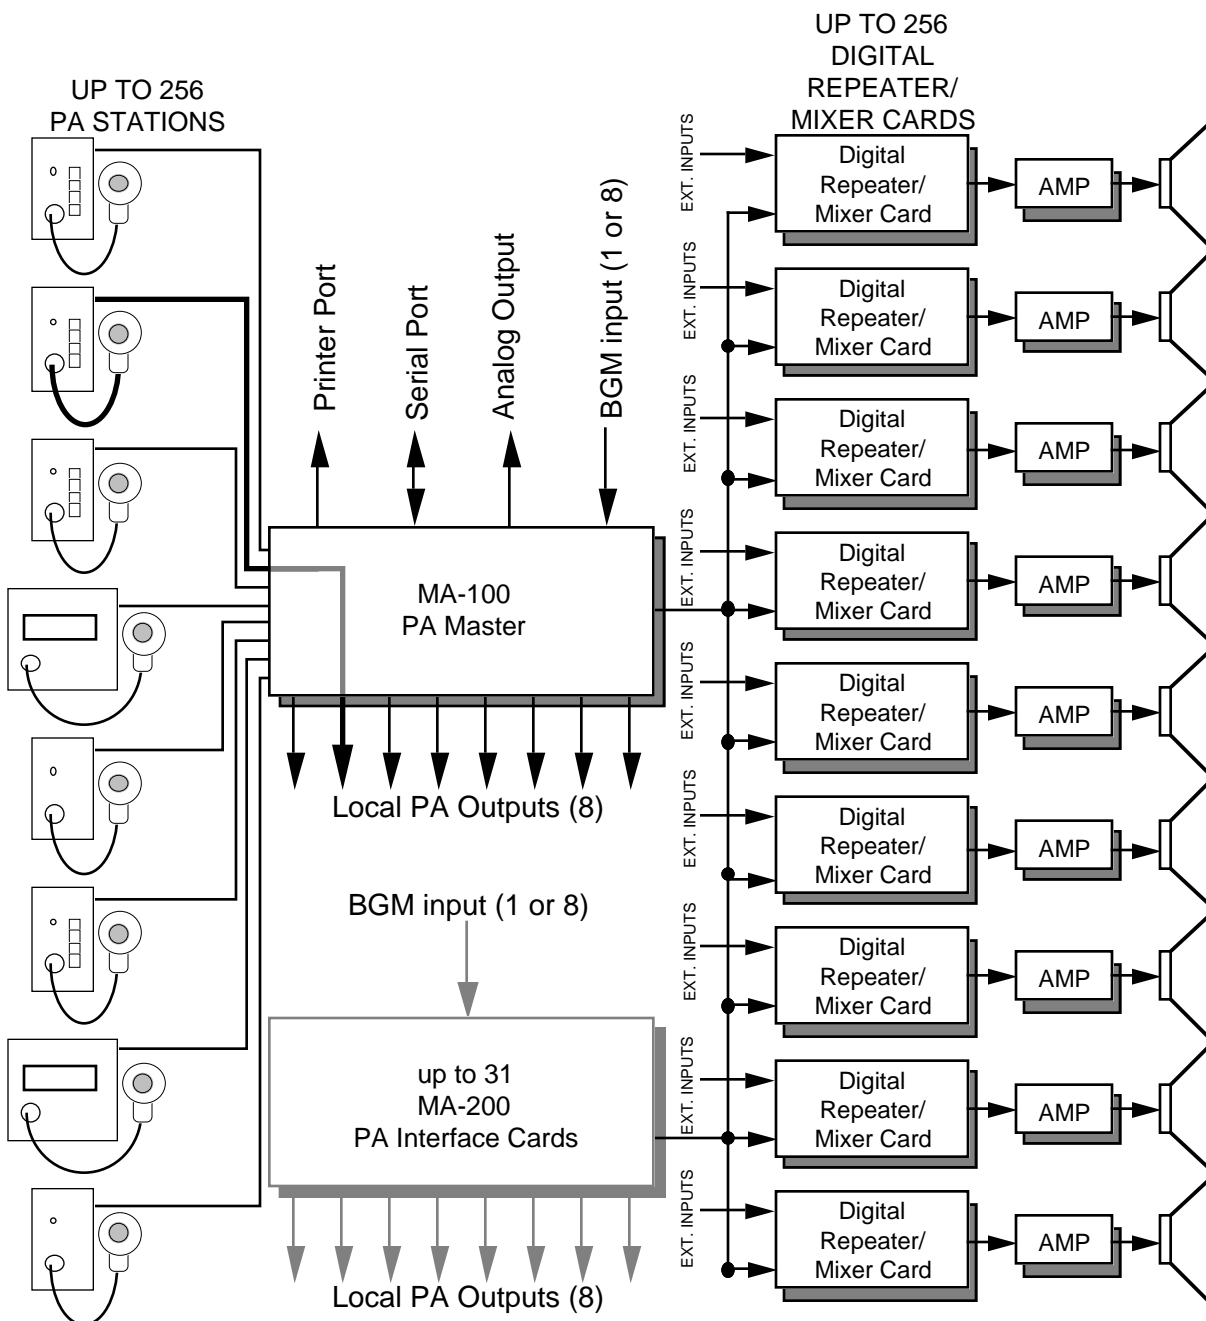 UP TO 256
PA STATIONS
UP TO 256
DIGITAL
REPEATER/
MIXER CARDS
Printer Port
Serial Port
Analog Output
BGM input (1 or 8)
MA-100
PA Master
Local PA Outputs (8)
BGM input (1 or 8)
up to 31
MA-200
PA Interface Cards
Local PA Outputs (8)
EXT. INPUTS
Digital
Repeater/
Mixer Card
AMP
EXT. INPUTS
Digital
Repeater/
Mixer Card
AMP
EXT. INPUTS
Digital
Repeater/
Mixer Card
AMP
EXT. INPUTS
Digital
Repeater/
Mixer Card
AMP
EXT. INPUTS
Digital
Repeater/
Mixer Card
AMP
EXT. INPUTS
Digital
Repeater/
Mixer Card
AMP
EXT. INPUTS
Digital
Repeater/
Mixer Card
AMP
EXT. INPUTS
Digital
Repeater/
Mixer Card
AMP
EXT. INPUTS
Digital
Repeater/
Mixer Card
AMP